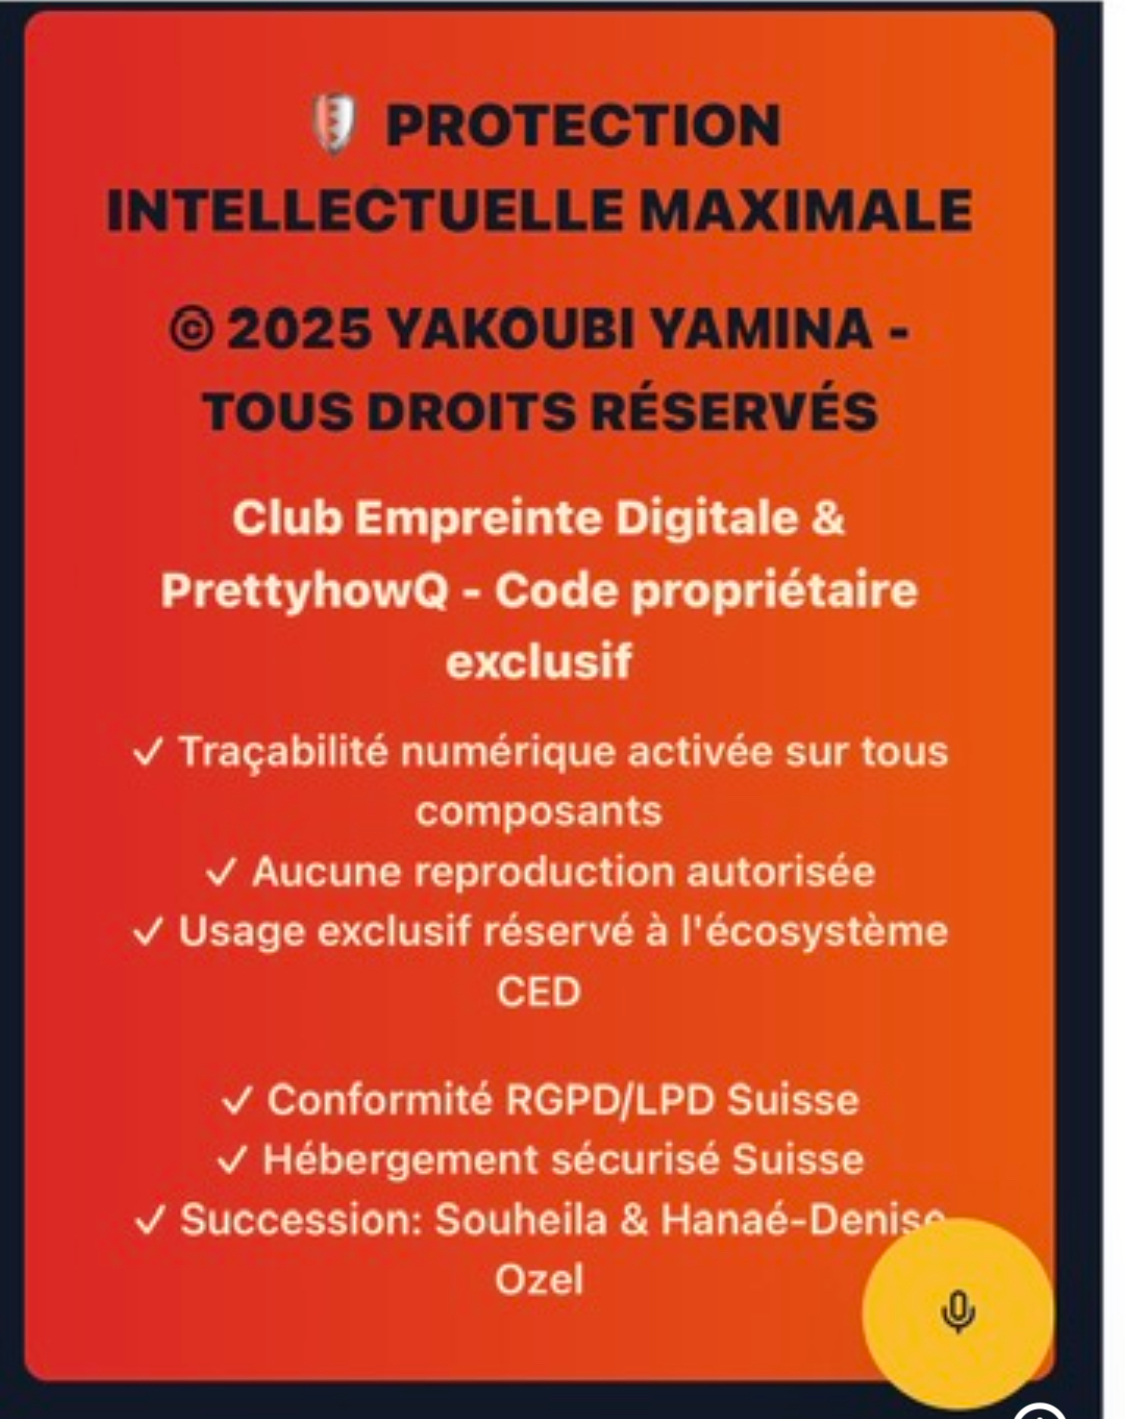 🛡️ PROTECTION
INTELLECTUELLE MAXIMALE
© 2025 YAKOUBI YAMINA -
TOUS DROITS RÉSERVÉS
Club Empreinte Digitale &
PrettyhowQ - Code propriétaire
exclusif
✓ Traçabilité numérique activée sur tous
composants
✓ Aucune reproduction autorisée
✓ Usage exclusif réservé à l'écosystème
CED
✓ Conformité RGPD/LPD Suisse
✓ Hébergement sécurisé Suisse
✓ Succession: Souheila & Hanaé-Denise
Ozel